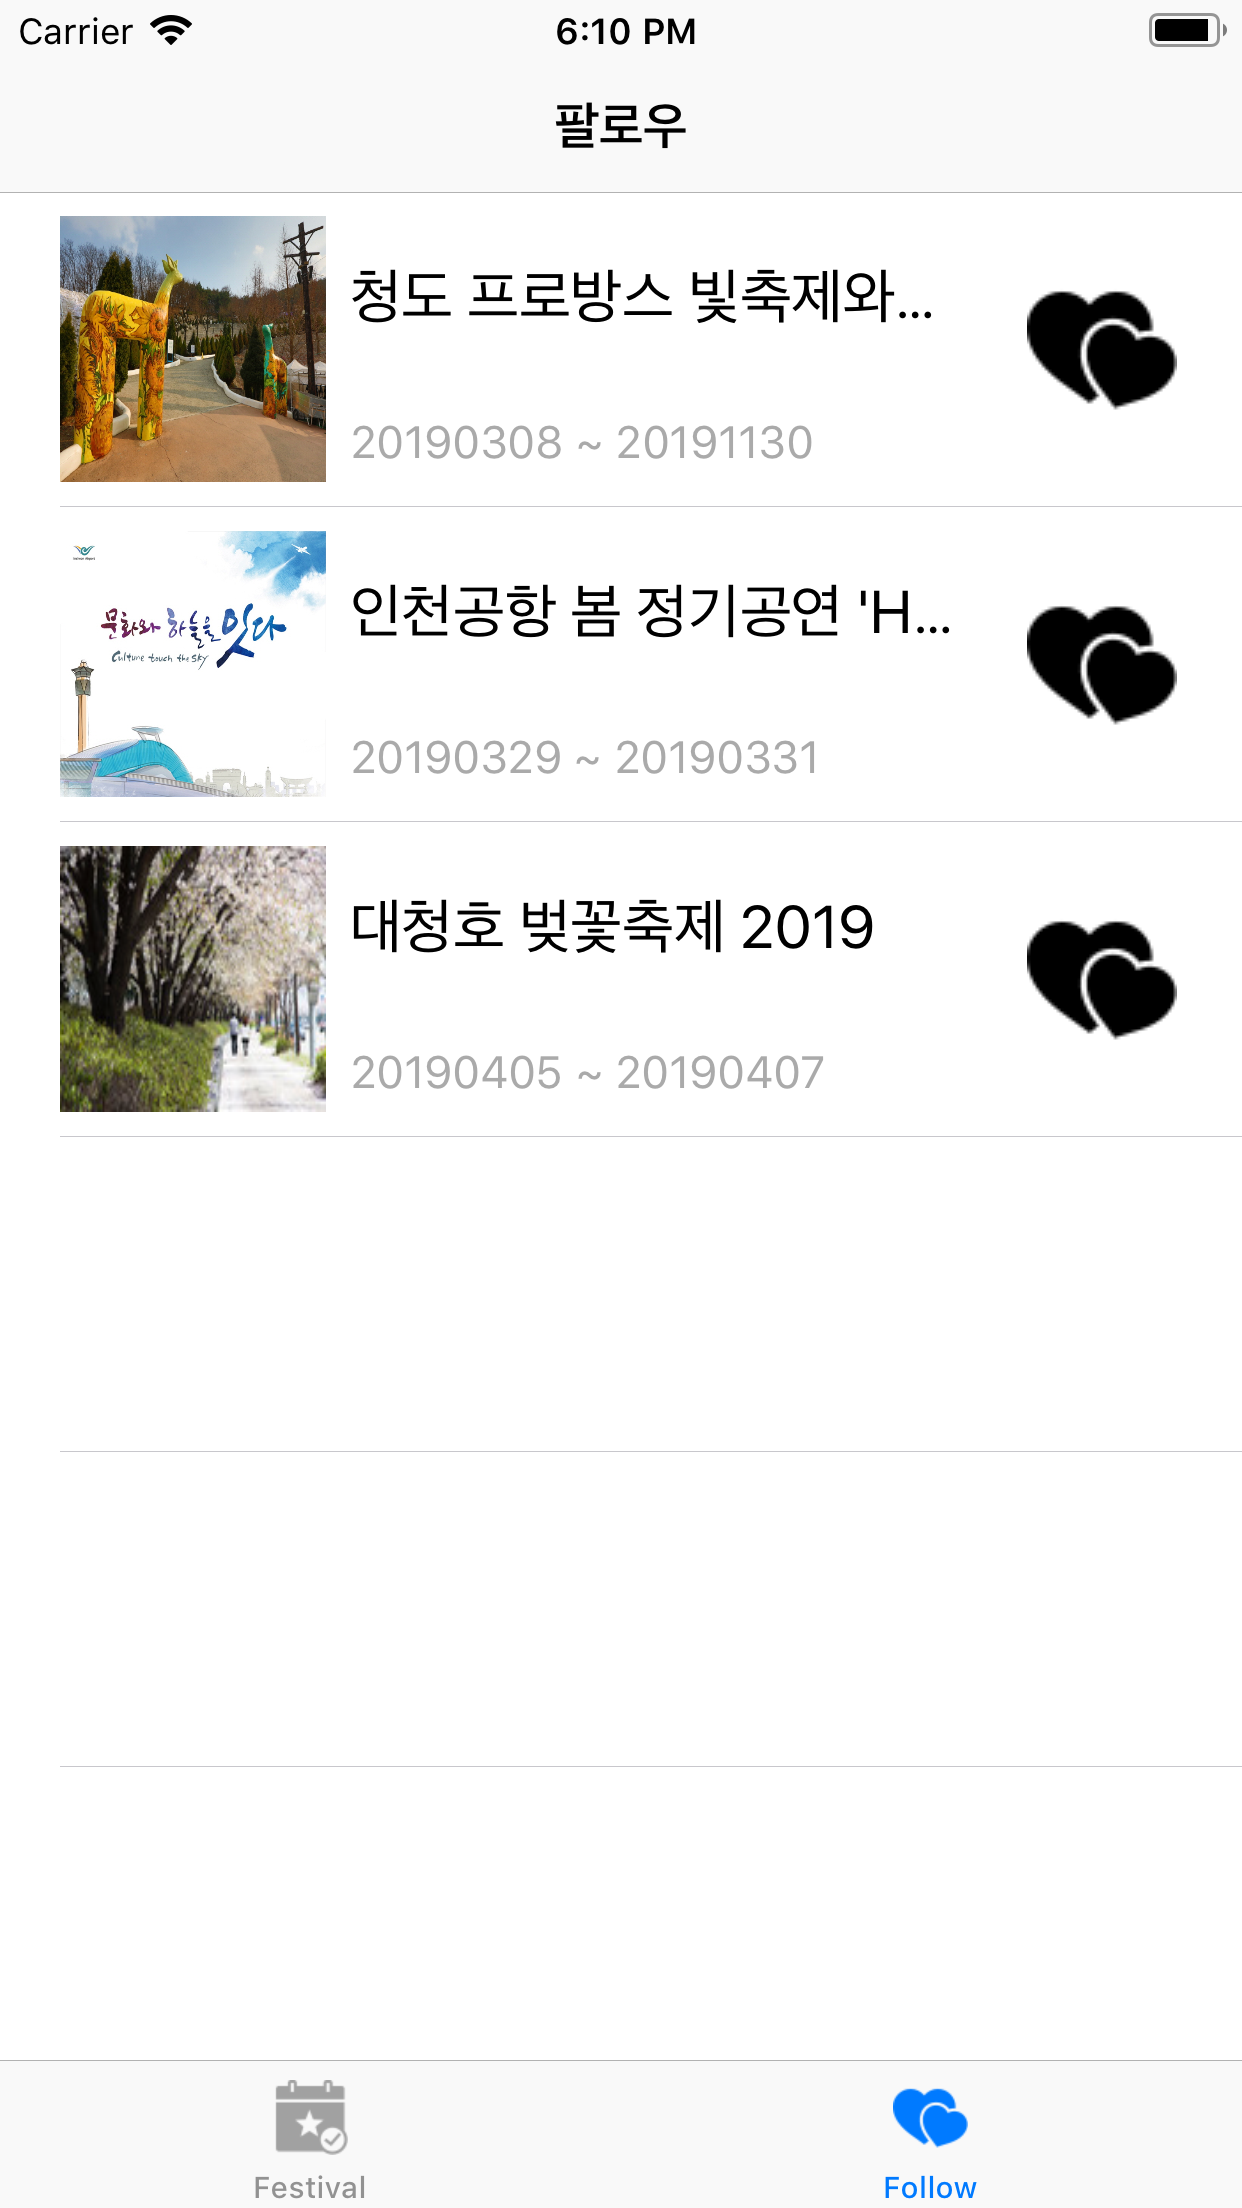 Carrier 6:10 PM
팔로우
청도 프로방스 빛축제와...
20190308 ~ 20191130
문화와 하늘을 잇다
Culture touch the sky
인천공항 봄 정기공연 'H...
20190329 ~ 20190331
대청호 벚꽃축제 2019
20190405 ~ 20190407
Festival
Follow